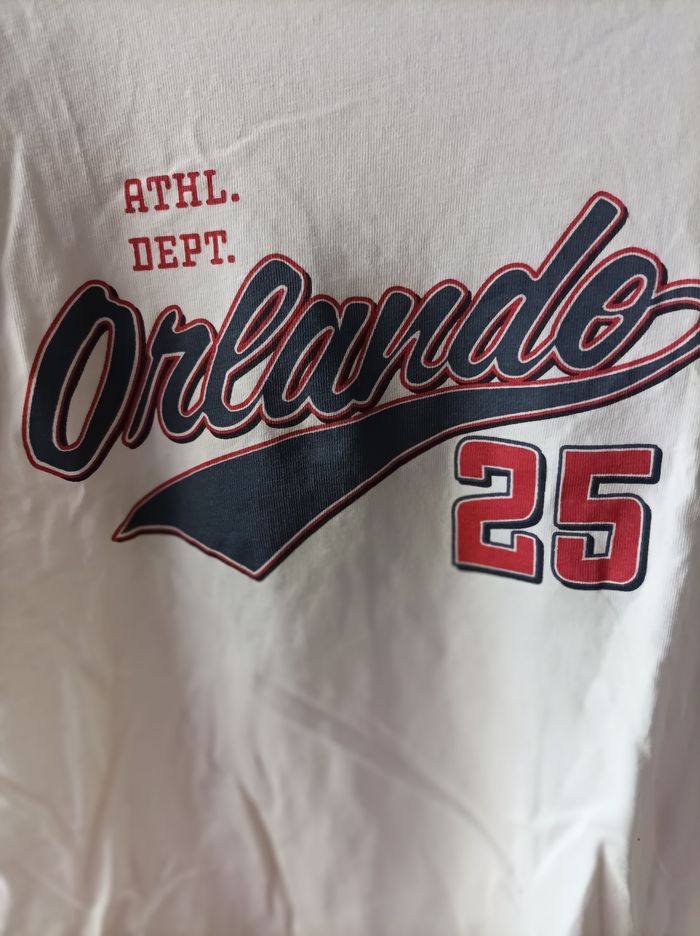 ATHL.
DEPT.
Orlando
25